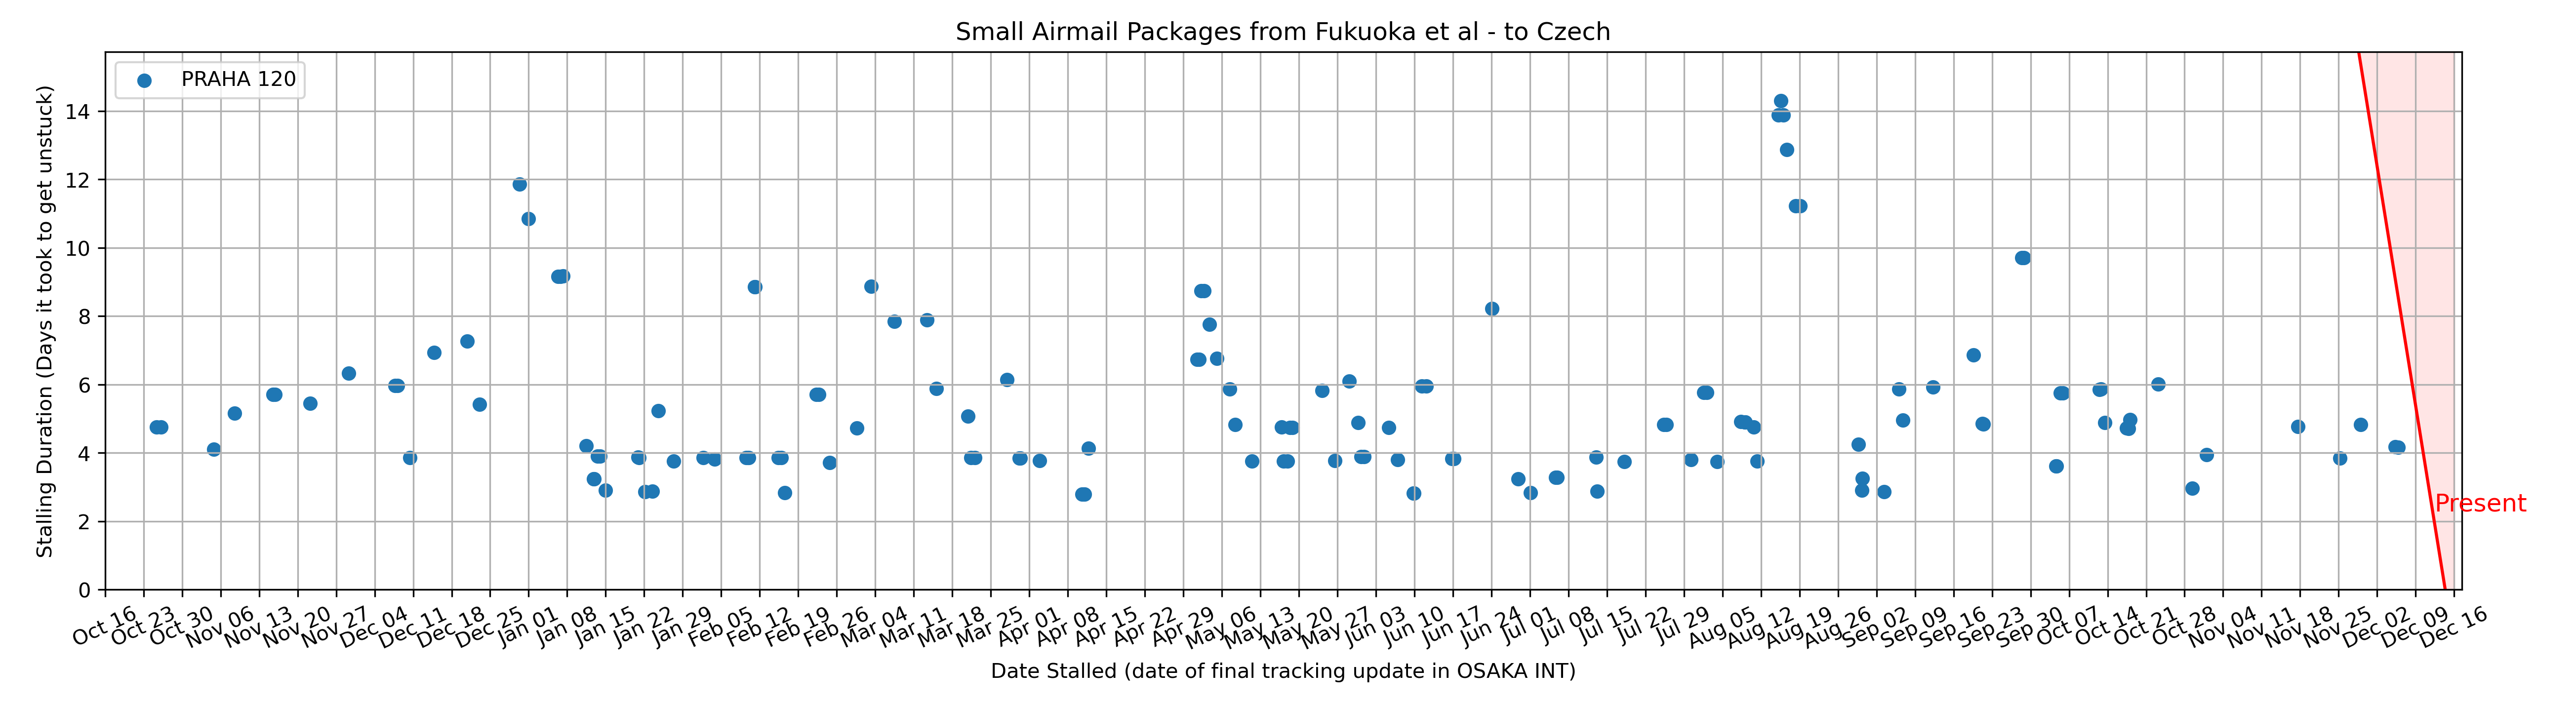 Small Airmail Packages from Fukuoka et al - to Czech
PRAHA 120
Stalling Duration (Days it took to get unstuck)
14
12
10
8
6
4
2
0
Present
Oct 16 Oct 23 Oct 30 Nov 06 Nov 13 Nov 20 Nov 27 Dec 04 Dec 11 Dec 18 Dec 25 Jan 01 Jan 08 Jan 15 Jan 22 Jan 29 Feb 05 Feb 12 Feb 19 Feb 26 Mar 04 Mar 11 Mar 18 Mar 25 Apr 01 Apr 08 Apr 15 Apr 22 Apr 29 May 06 May 13 May 20 May 27 Jun 03 Jun 10 Jun 17 Jun 24 Jul 01 Jul 08 Jul 15 Jul 22 Jul 29 Aug 05 Aug 12 Aug 19 Aug 26 Sep 02 Sep 09 Sep 16 Sep 23 Sep 30 Oct 07 Oct 14 Oct 21 Oct 28 Nov 04 Nov 11 Nov 18 Nov 25 Dec 02 Dec 09 Dec 16
Date Stalled (date of final tracking update in OSAKA INT)